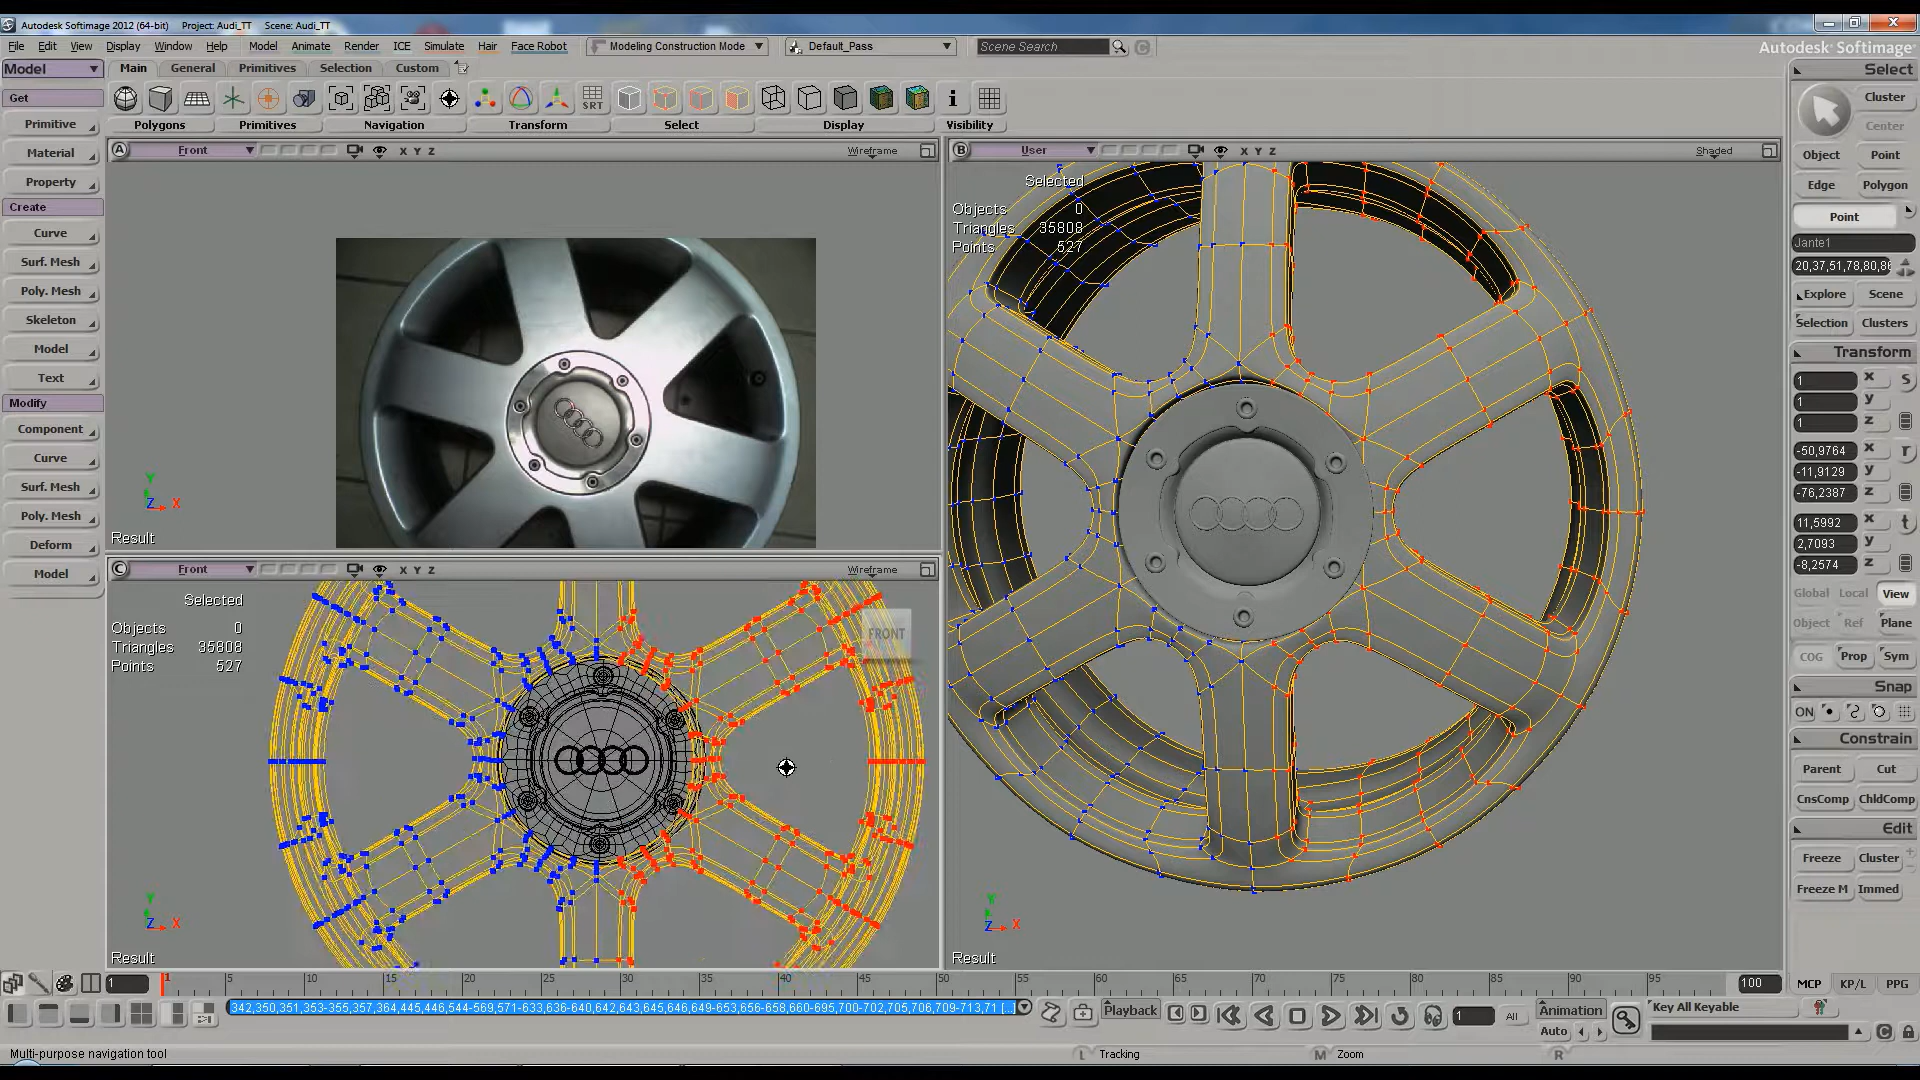 Autodesk Softimage 2012 (64-bit)    Project: Audi_TT    Scene: Audi_TT
File Edit View Display Window Help Model Animate Render ICE Simulate Hair Face Robot Modeling Construction Mode Default_Pass Scene Search Autodesk® Softimage®
Model Main General Primitives Selection Custom Select
Get
Primitive
Material
Property
Create
Curve
Surf. Mesh
Poly. Mesh
Skeleton
Model
Text
Modify
Component
Curve
Surf. Mesh
Poly. Mesh
Deform
Model
SRT
Polygons Primitives Navigation Transform Select Display Visibility
A Front X Y Z Wireframe
Y
Z X
Result
C Front X Y Z Wireframe
Selected
Objects 0
Triangles 35808
Points 527
FRONT
Y
Z X
Result
B User X Y Z Shaded
Selected
Objects 0
Triangles 35808
Points 527
Y
Z X
Result
Cluster
Center
Object Point
Edge Polygon
Point
Jante1
20,37,51,78,80,86
Explore Scene
Selection Clusters
Transform
1 x s
1 y
1 z
-50,9764 x r
-11,9129 y
-76,2387 z
11,5992 x t
2,7093 y
-8,2574 z
Global Local View
Object Ref Plane
COG Prop Sym
Snap
ON
Constrain
Parent Cut
CnsComp ChldComp
Edit
Freeze Cluster
Freeze M Immed
1 1 5 10 15 20 25 30 35 40 45 50 55 60 65 70 75 80 85 90 95 100 MCP KP/L PPG
342,350,351,353-355,357,364,445,446,544-569,571-633,636-640,642,643,645,646,649-653,656-658,660-695,700-702,705,706,709-713,71 [...] Playback 1 All Animation Key All Keyable
Auto
Multi-purpose navigation tool L Tracking M Zoom R